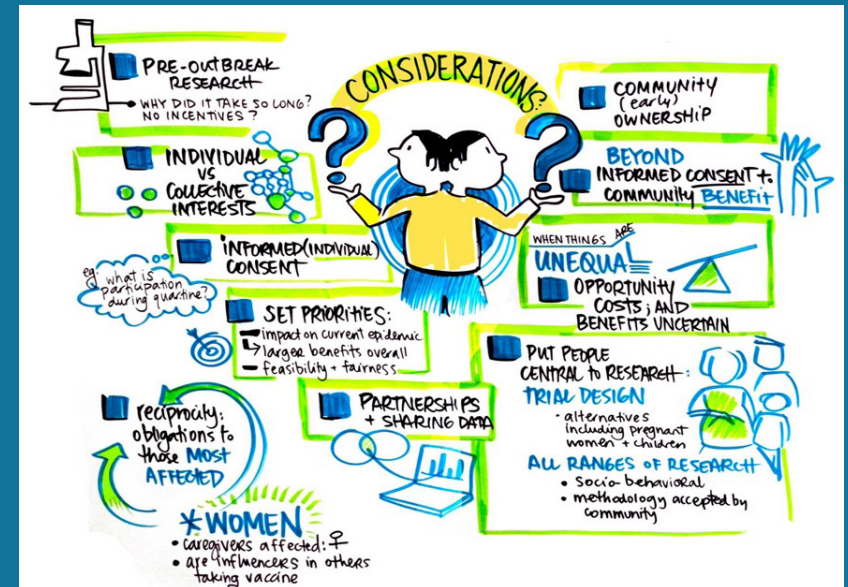 CONSIDERATIONS:
PRE-OUTBREAK
RESEARCH
• WHY DID IT TAKE SO LONG?
NO INCENTIVES?
INDIVIDUAL
VS
COLLECTIVE
INTERESTS
INFORMED (INDIVIDUAL)
CONSENT
eg. what is
participation
during quartine?
SET PRIORITIES:
– impact on current epidemic
↳ larger benefits overall
– feasibility + fairness
reciprocity:
obligations to
those MOST
AFFECTED
* WOMEN
• caregivers affected: ♀
• are influencers in others
taking vaccine
PARTNERSHIPS
+ SHARING DATA
COMMUNITY
(early)
OWNERSHIP
BEYOND
INFORMED CONSENT to
COMMUNITY BENEFIT
WHEN THINGS ARE
UNEQUAL
OPPORTUNITY
COSTS; AND
BENEFITS UNCERTAIN
PUT PEOPLE
CENTRAL TO RESEARCH:
TRIAL DESIGN
• alternatives
including pregnant
women + children
ALL RANGES OF RESEARCH
• socio-behavioral
• methodology accepted by
community